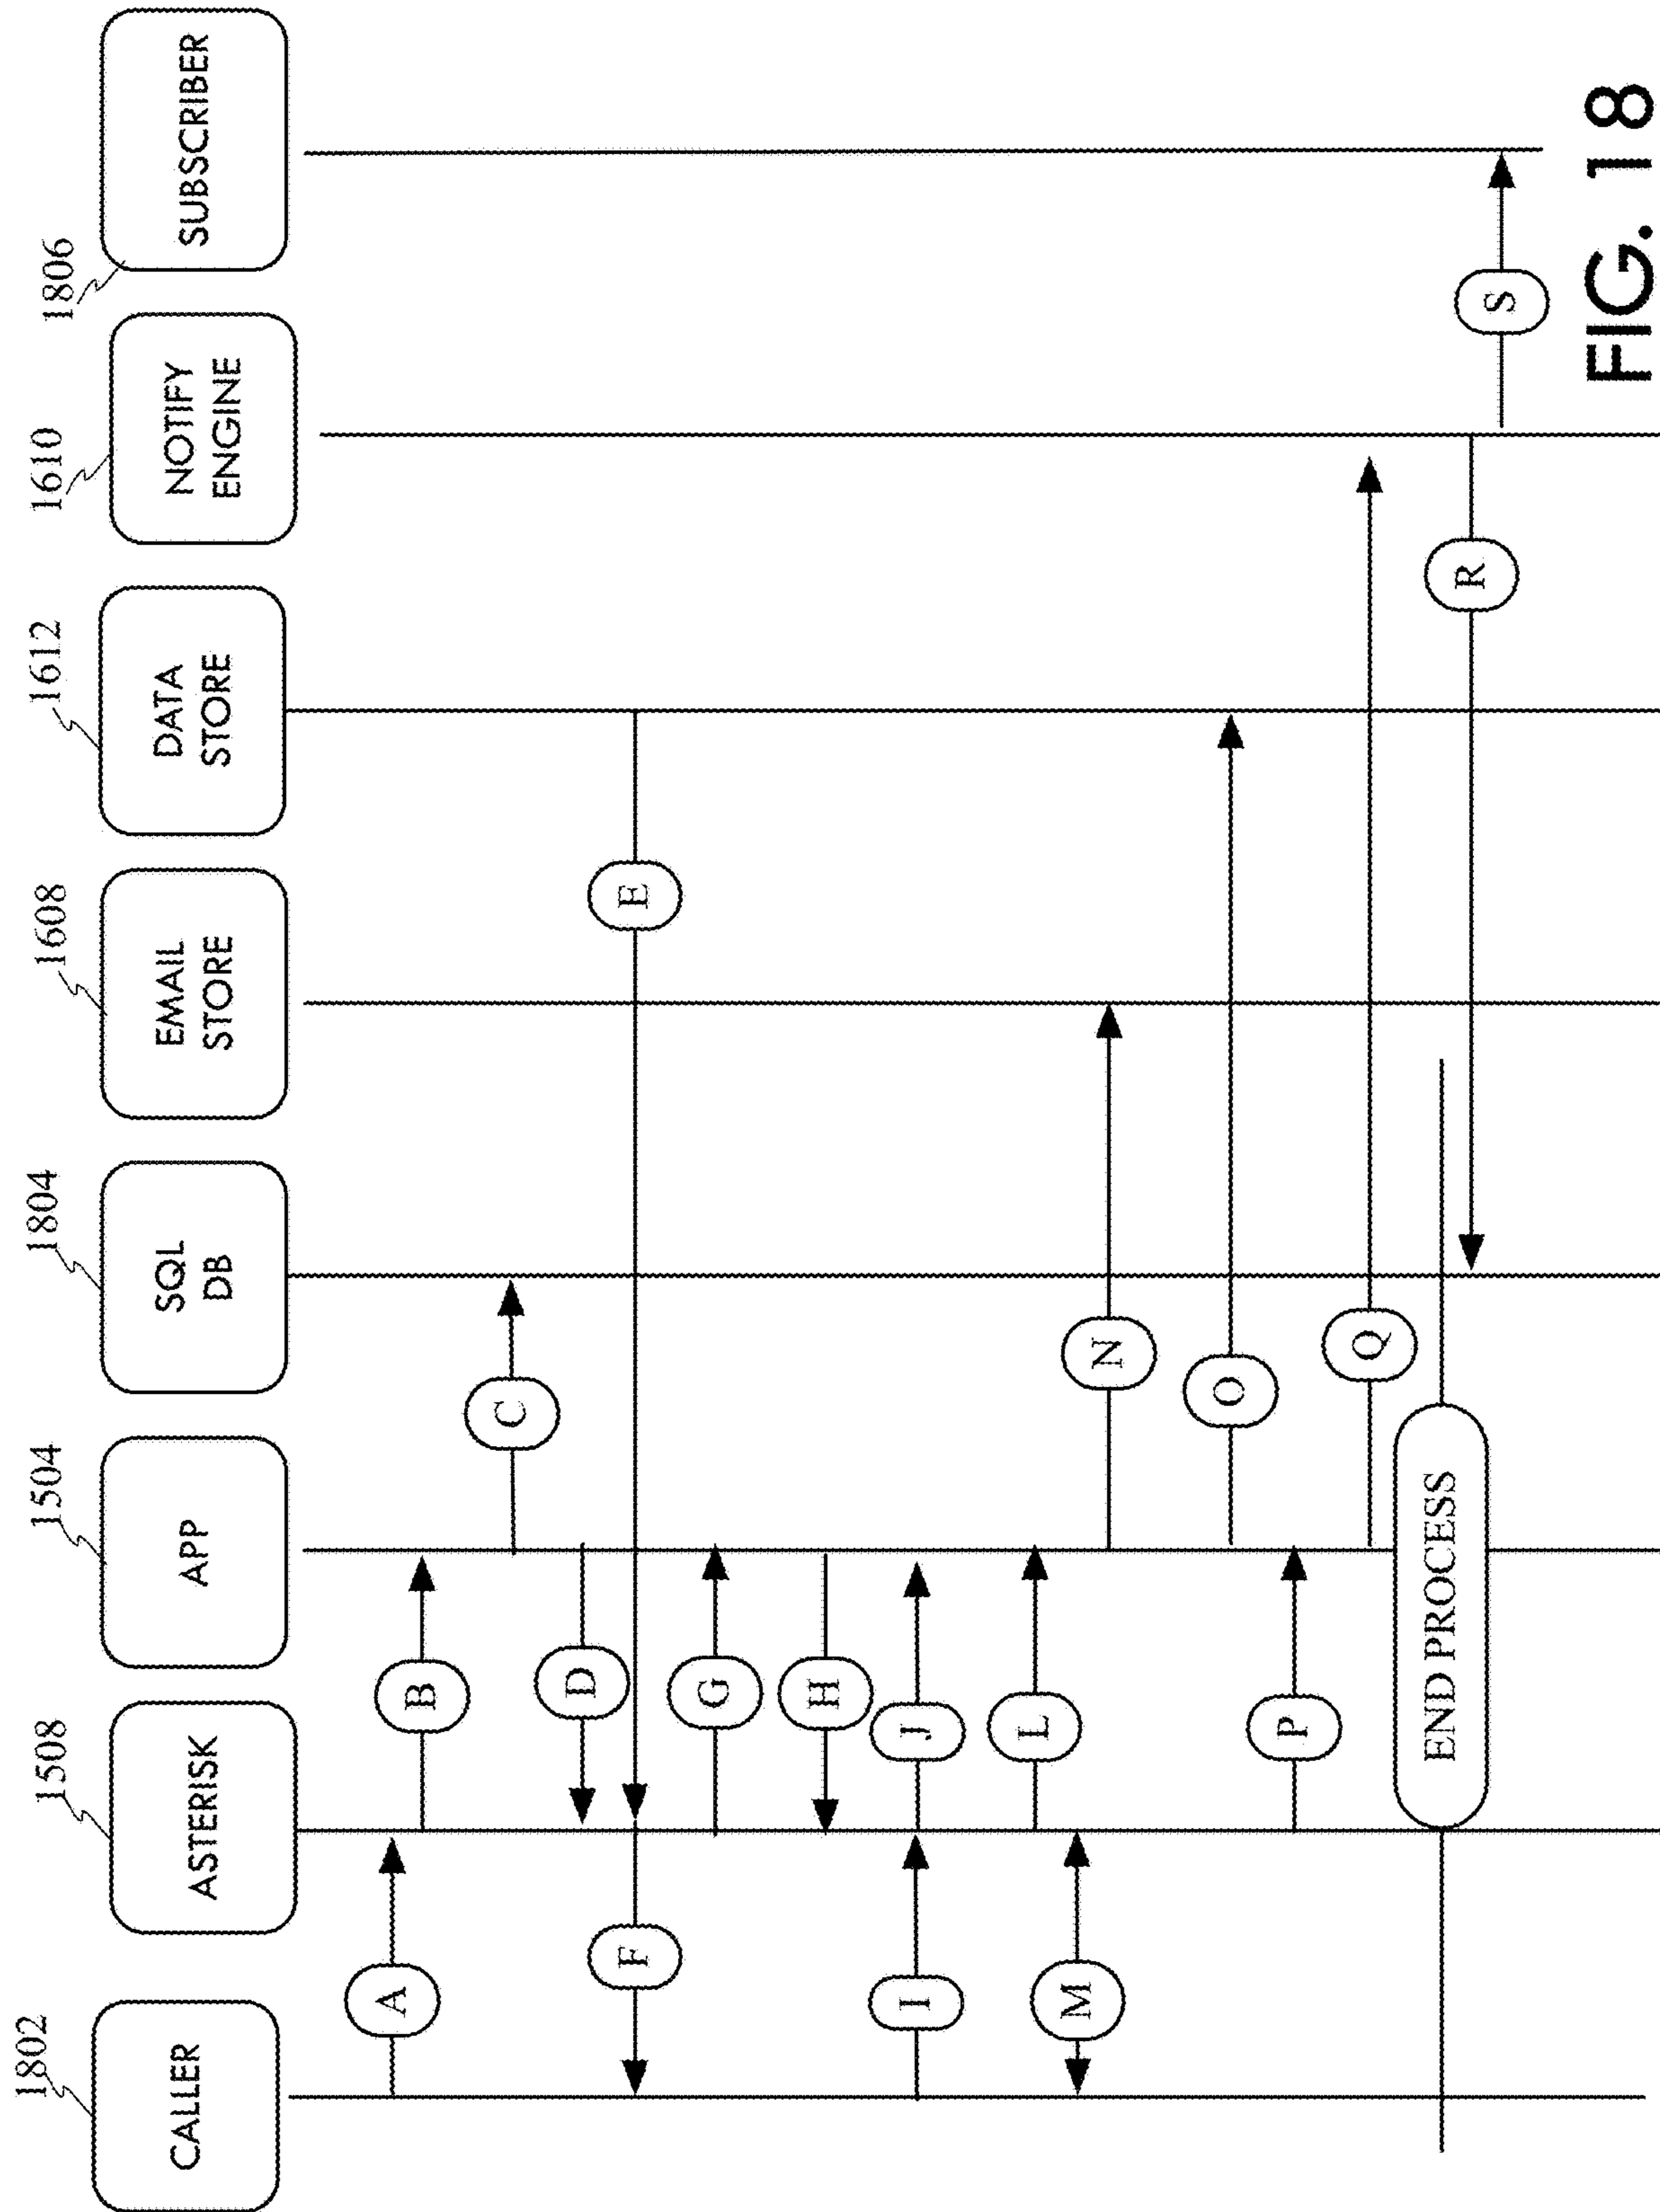 1802
1508
1504
1804
1608
1612
1610
1806
CALLER
ASTERISK
APP
SQL
DB
EMAIL
STORE
DATA
STORE
NOTIFY
ENGINE
SUBSCRIBER
A
B
C
D
F
E
G
H
I
J
L
M
N
O
P
Q
END PROCESS
R
S
FIG. 18